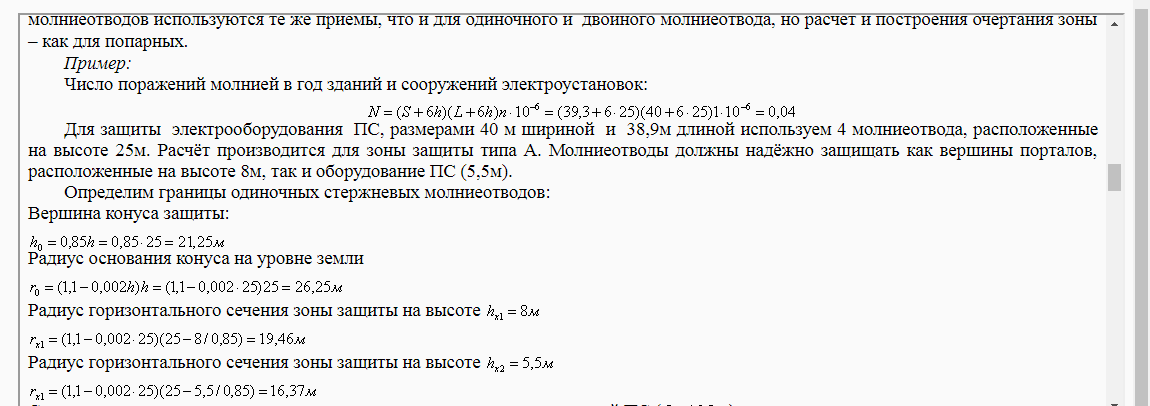 молниеотводов используются те же приемы, что и для одиночного и двойного молниеотвода, но расчет и построения очертания зоны
– как для попарных.
Пример:
Число поражений молнией в год зданий и сооружений электроустановок:
N = (S + 6h)(L + 6h)n · 10⁻⁶ = (39,3 + 6 · 25)(40 + 6 · 25)1 · 10⁻⁶ = 0,04
Для защиты электрооборудования ПС, размерами 40 м шириной и 38,9м длиной используем 4 молниеотвода, расположенные
на высоте 25м. Расчёт производится для зоны защиты типа А. Молниеотводы должны надёжно защищать как вершины порталов,
расположенные на высоте 8м, так и оборудование ПС (5,5м).
Определим границы одиночных стержневых молниеотводов:
Вершина конуса защиты:
h₀ = 0,85h = 0,85 · 25 = 21,25м
Радиус основания конуса на уровне земли
r₀ = (1,1 – 0,002h)h = (1,1 – 0,002 · 25)25 = 26,25м
Радиус горизонтального сечения зоны защиты на высоте hₓ₁ = 8м
rₓ₁ = (1,1 – 0,002 · 25)(25 – 8 / 0,85) = 19,46м
Радиус горизонтального сечения зоны защиты на высоте hₓ₂ = 5,5м
rₓ₁ = (1,1 – 0,002 · 25)(25 – 5,5 / 0,85) = 16,37м